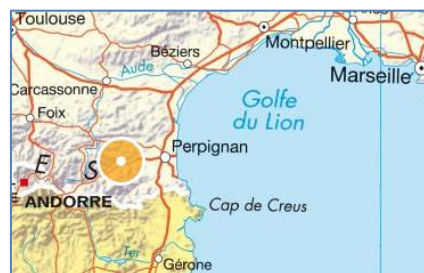 Toulouse
Montpellier
Béziers
Aude
Marseille
Carcassonne
Golfe
du Lion
Foix
Perpignan
E S
ANDORRE
Cap de Creus
Ter
Gérone